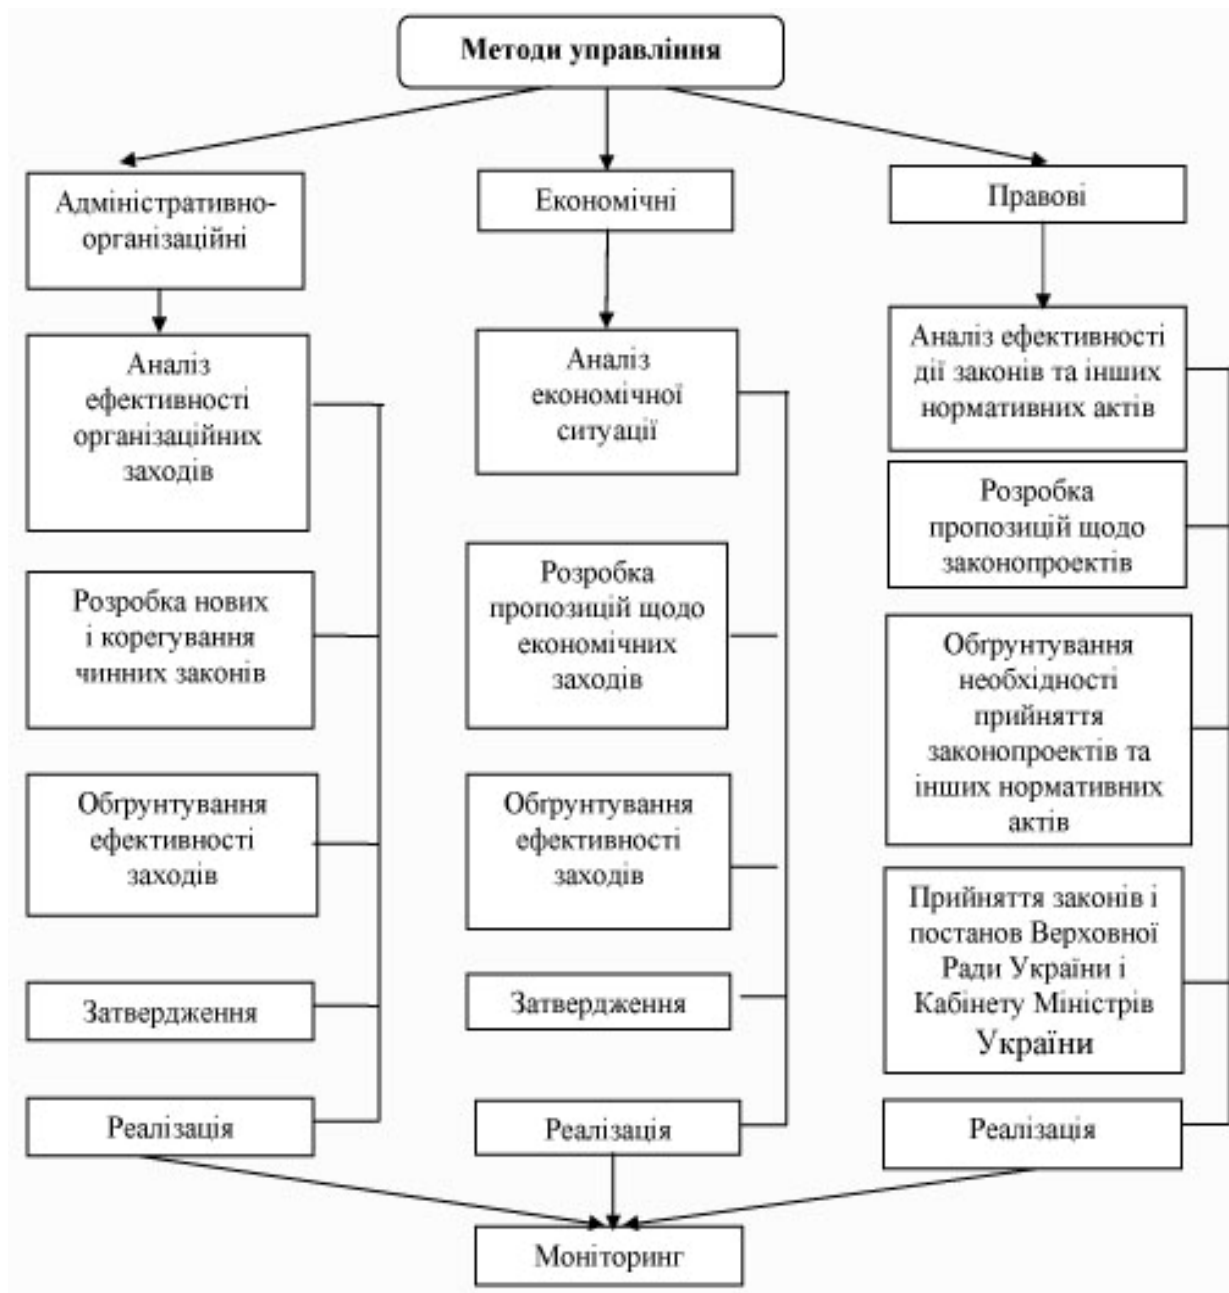 Методи управління
Адміністративно-
організаційні
Аналіз
ефективності
організаційних
заходів
Розробка нових
і корегування
чинних законів
Обґрунтування
ефективності
заходів
Затвердження
Реалізація
Економічні
Аналіз
економічної
ситуації
Розробка
пропозицій щодо
економічних
заходів
Обґрунтування
ефективності
заходів
Затвердження
Реалізація
Правові
Аналіз ефективності
дії законів та інших
нормативних актів
Розробка
пропозицій щодо
законопроектів
Обґрунтування
необхідності
прийняття
законопроектів та
інших нормативних
актів
Прийняття законів і
постанов Верховної
Ради України і
Кабінету Міністрів
України
Реалізація
Моніторинг